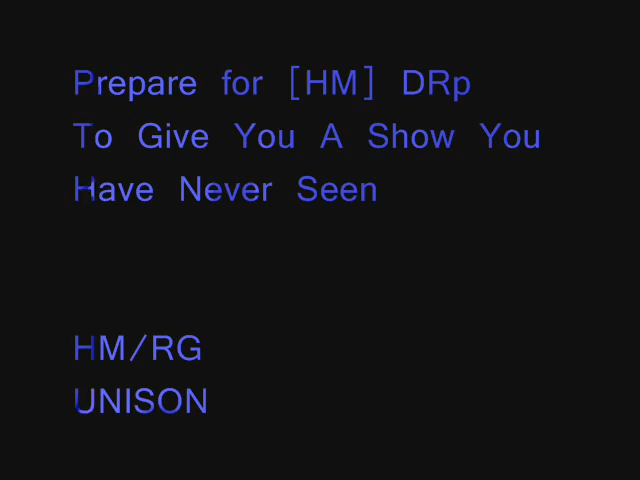 Prepare for [HM] DRp
To Give You A Show You
Have Never Seen
HM/RG
UNISON